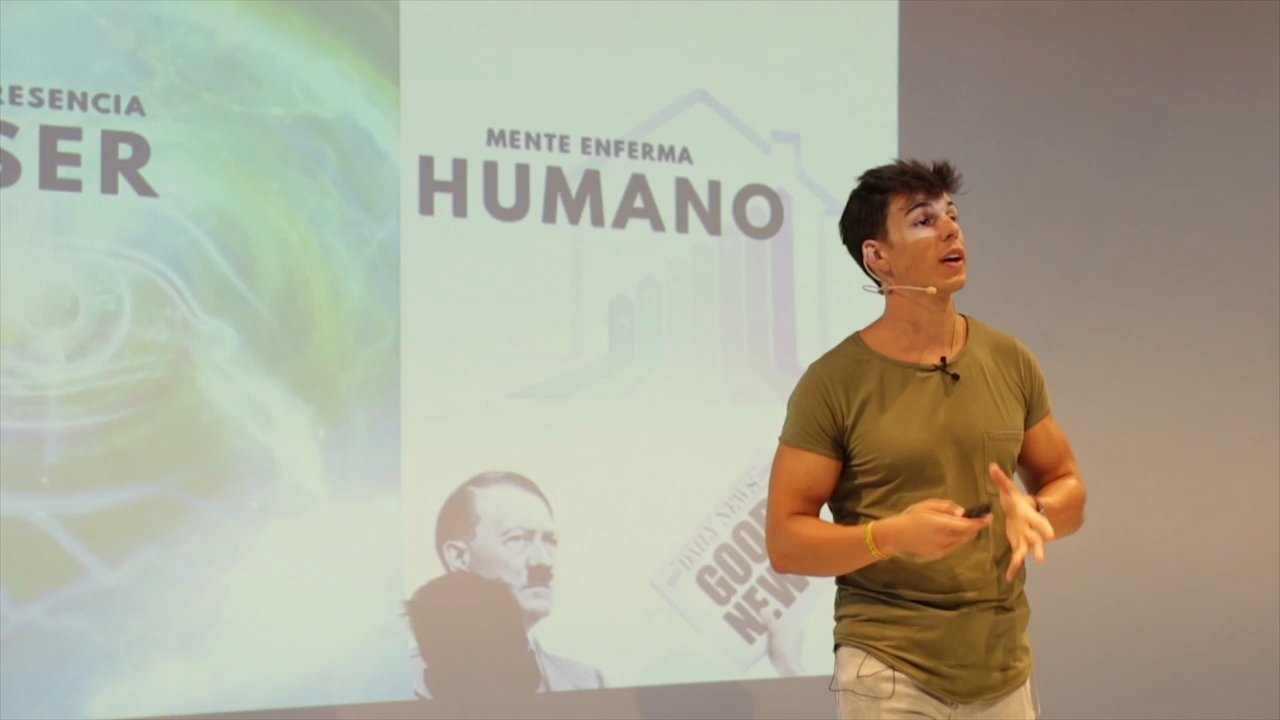 RESENCIA
SER
MENTE ENFERMA
HUMANO
DAILY NEWS
GOOD
NEWS